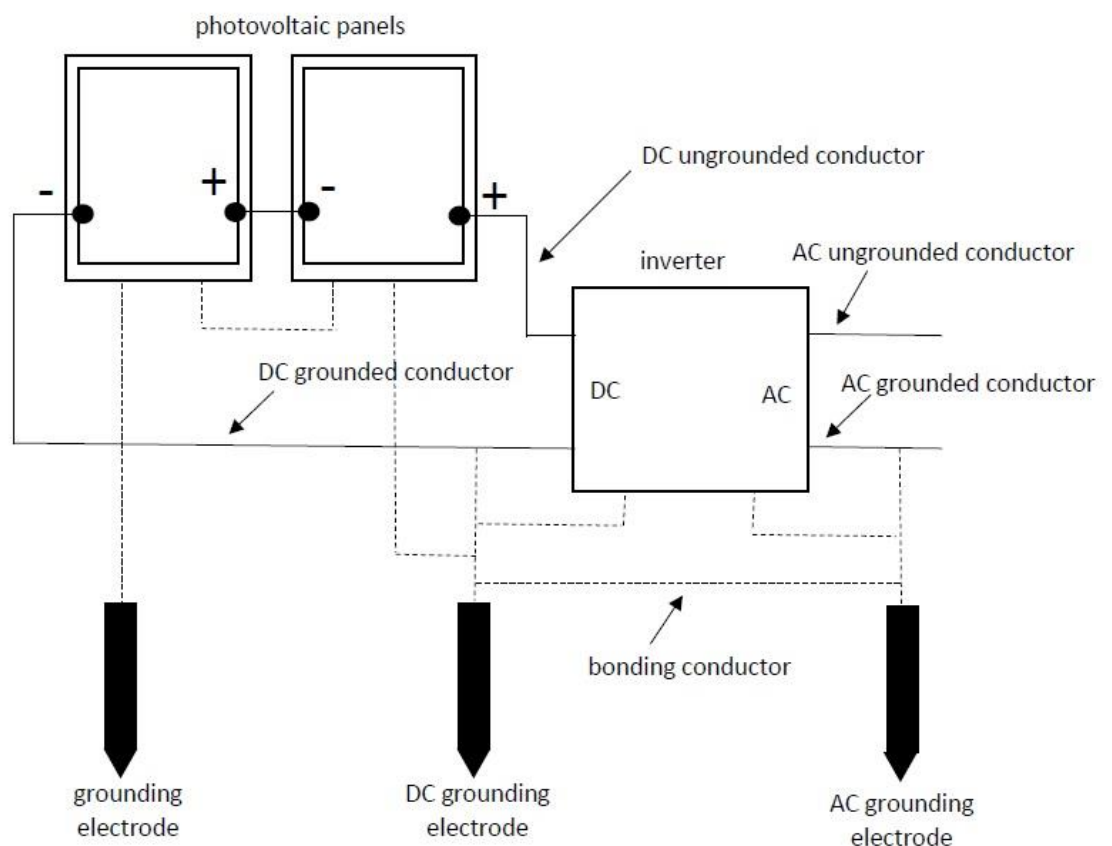 photovoltaic panels
- + - +
DC ungrounded conductor
inverter
AC ungrounded conductor
DC grounded conductor
DC
AC
AC grounded conductor
bonding conductor
grounding
electrode
DC grounding
electrode
AC grounding
electrode